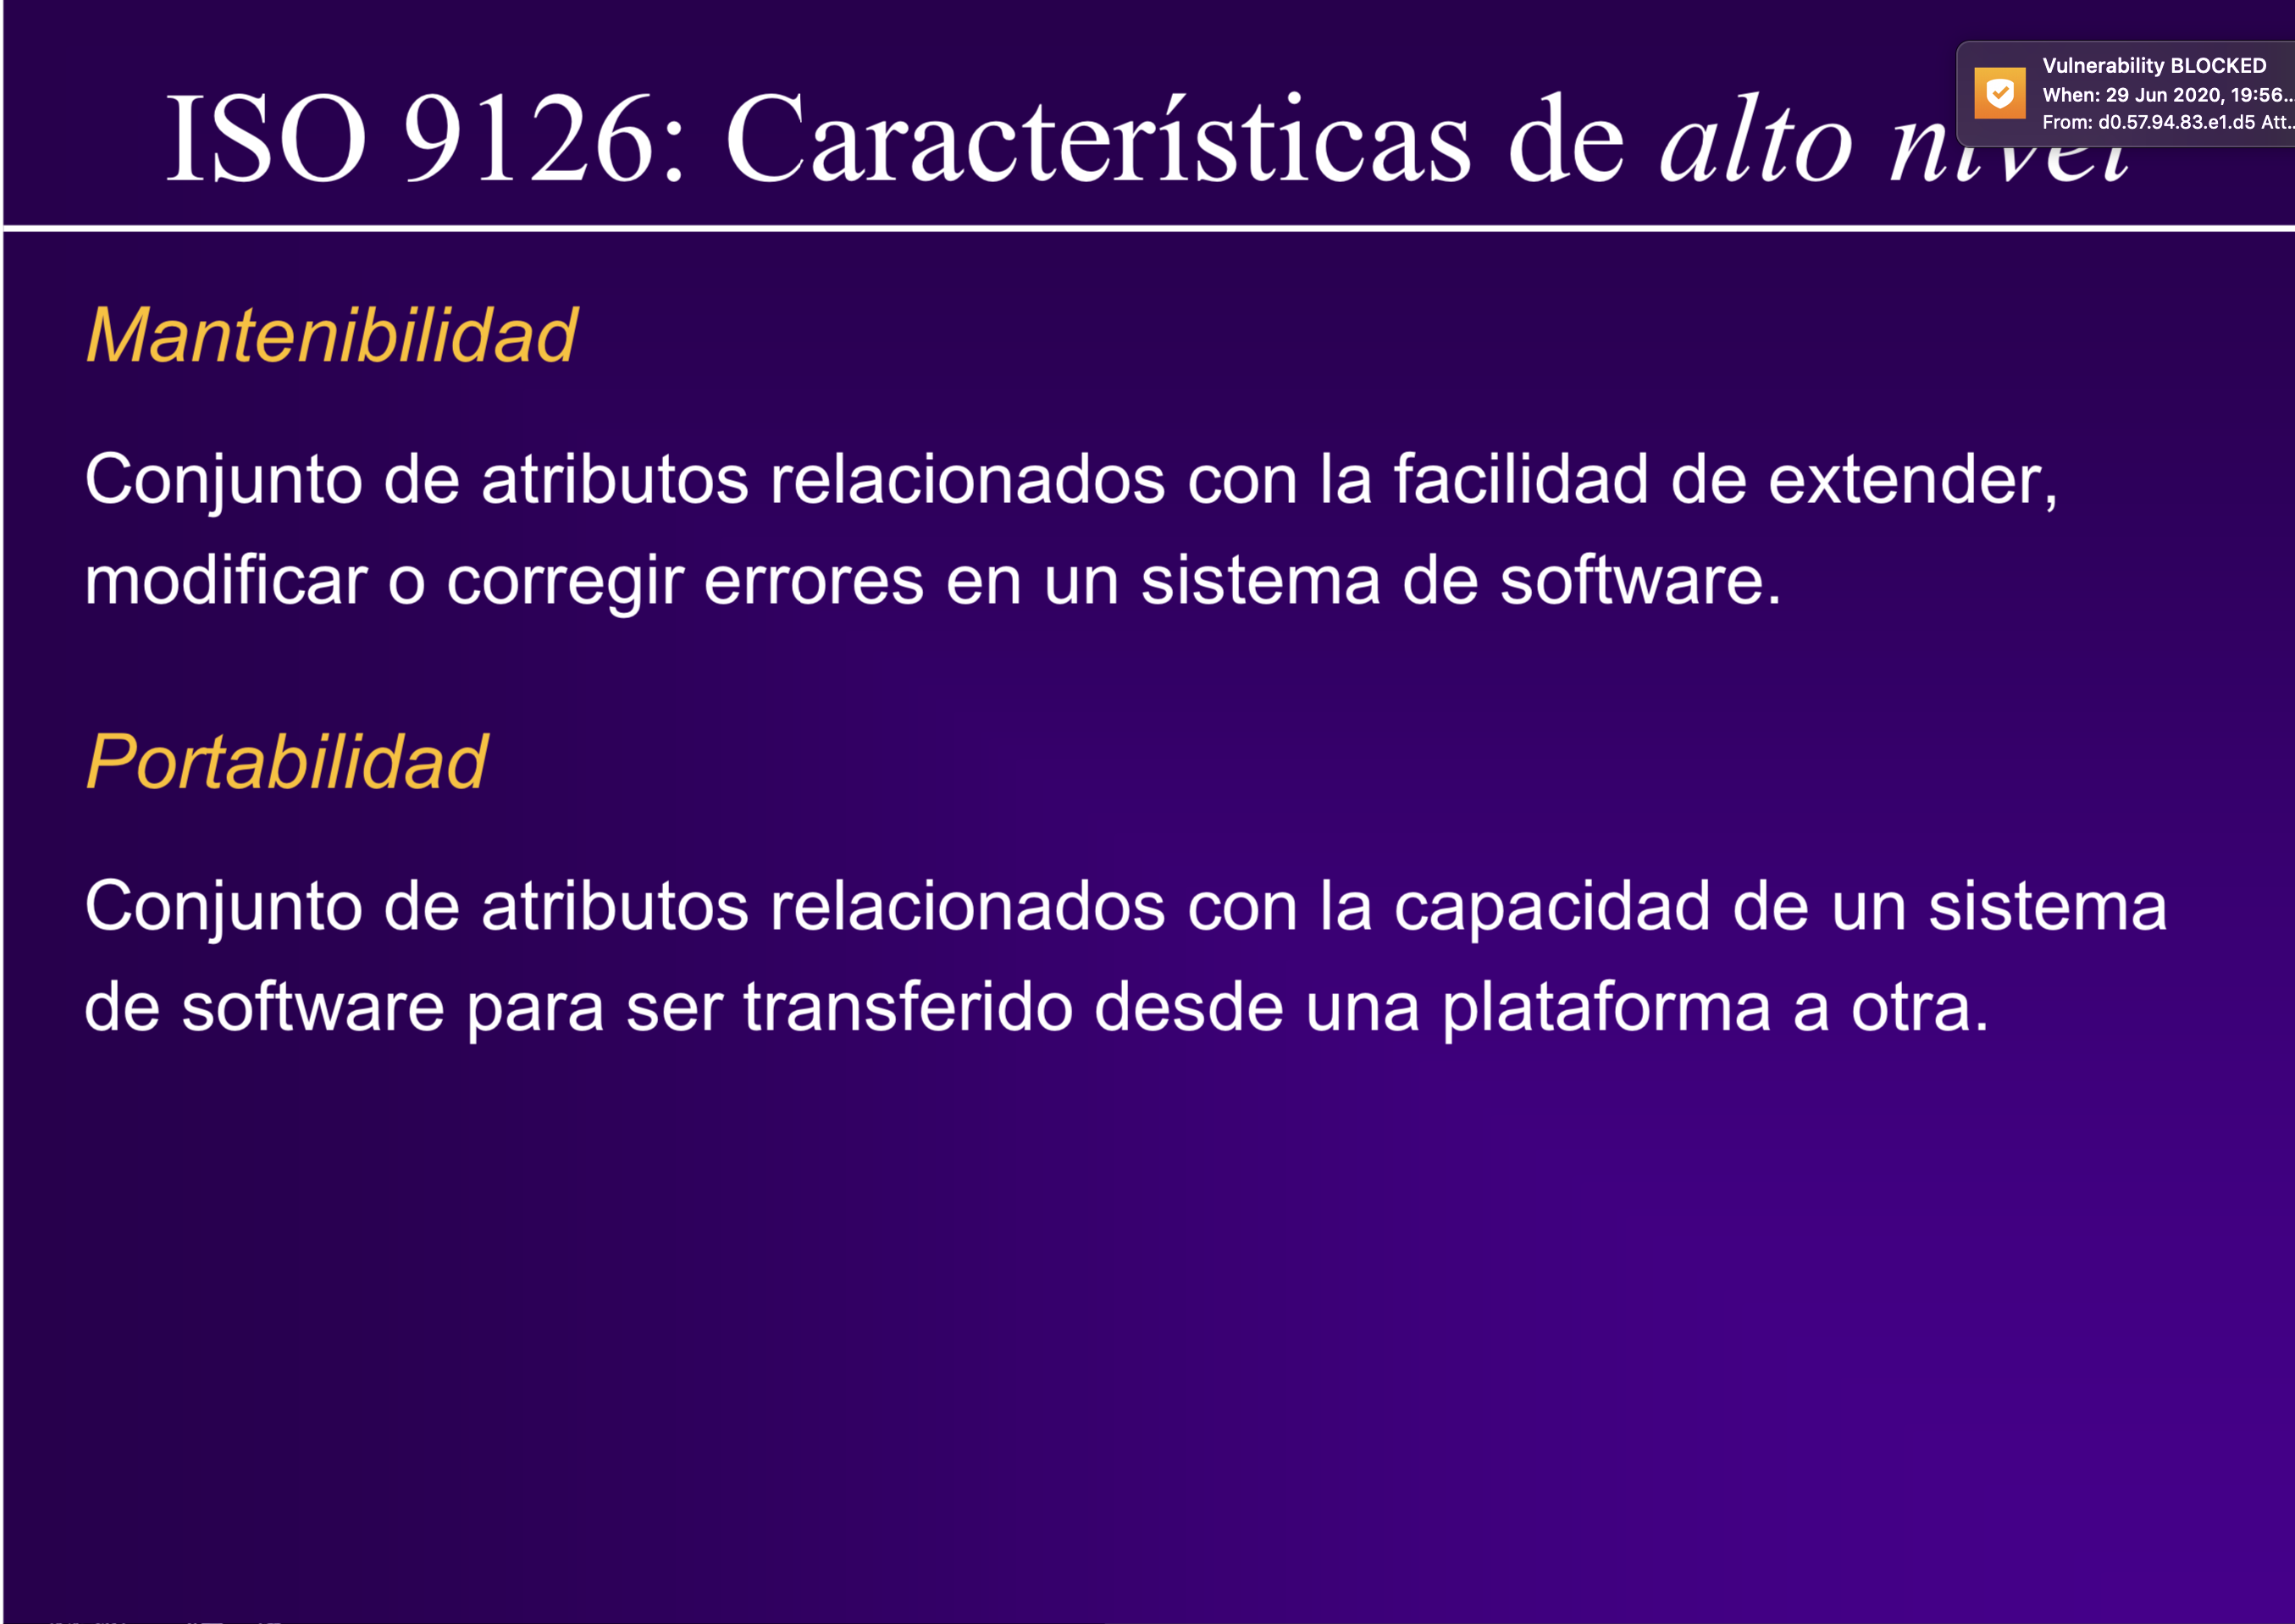 ISO 9126: Características de alto nivel
Vulnerability BLOCKED
When: 29 Jun 2020, 19:56...
From: d0.57.94.83.e1.d5 Att...
Mantenibilidad
Conjunto de atributos relacionados con la facilidad de extender,
modificar o corregir errores en un sistema de software.
Portabilidad
Conjunto de atributos relacionados con la capacidad de un sistema
de software para ser transferido desde una plataforma a otra.